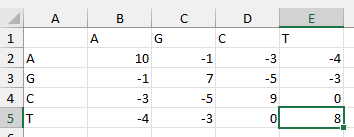 A B C D E
1 A G C T
2 A 10 -1 -3 -4
3 G -1 7 -5 -3
4 C -3 -5 9 0
5 T -4 -3 0 8